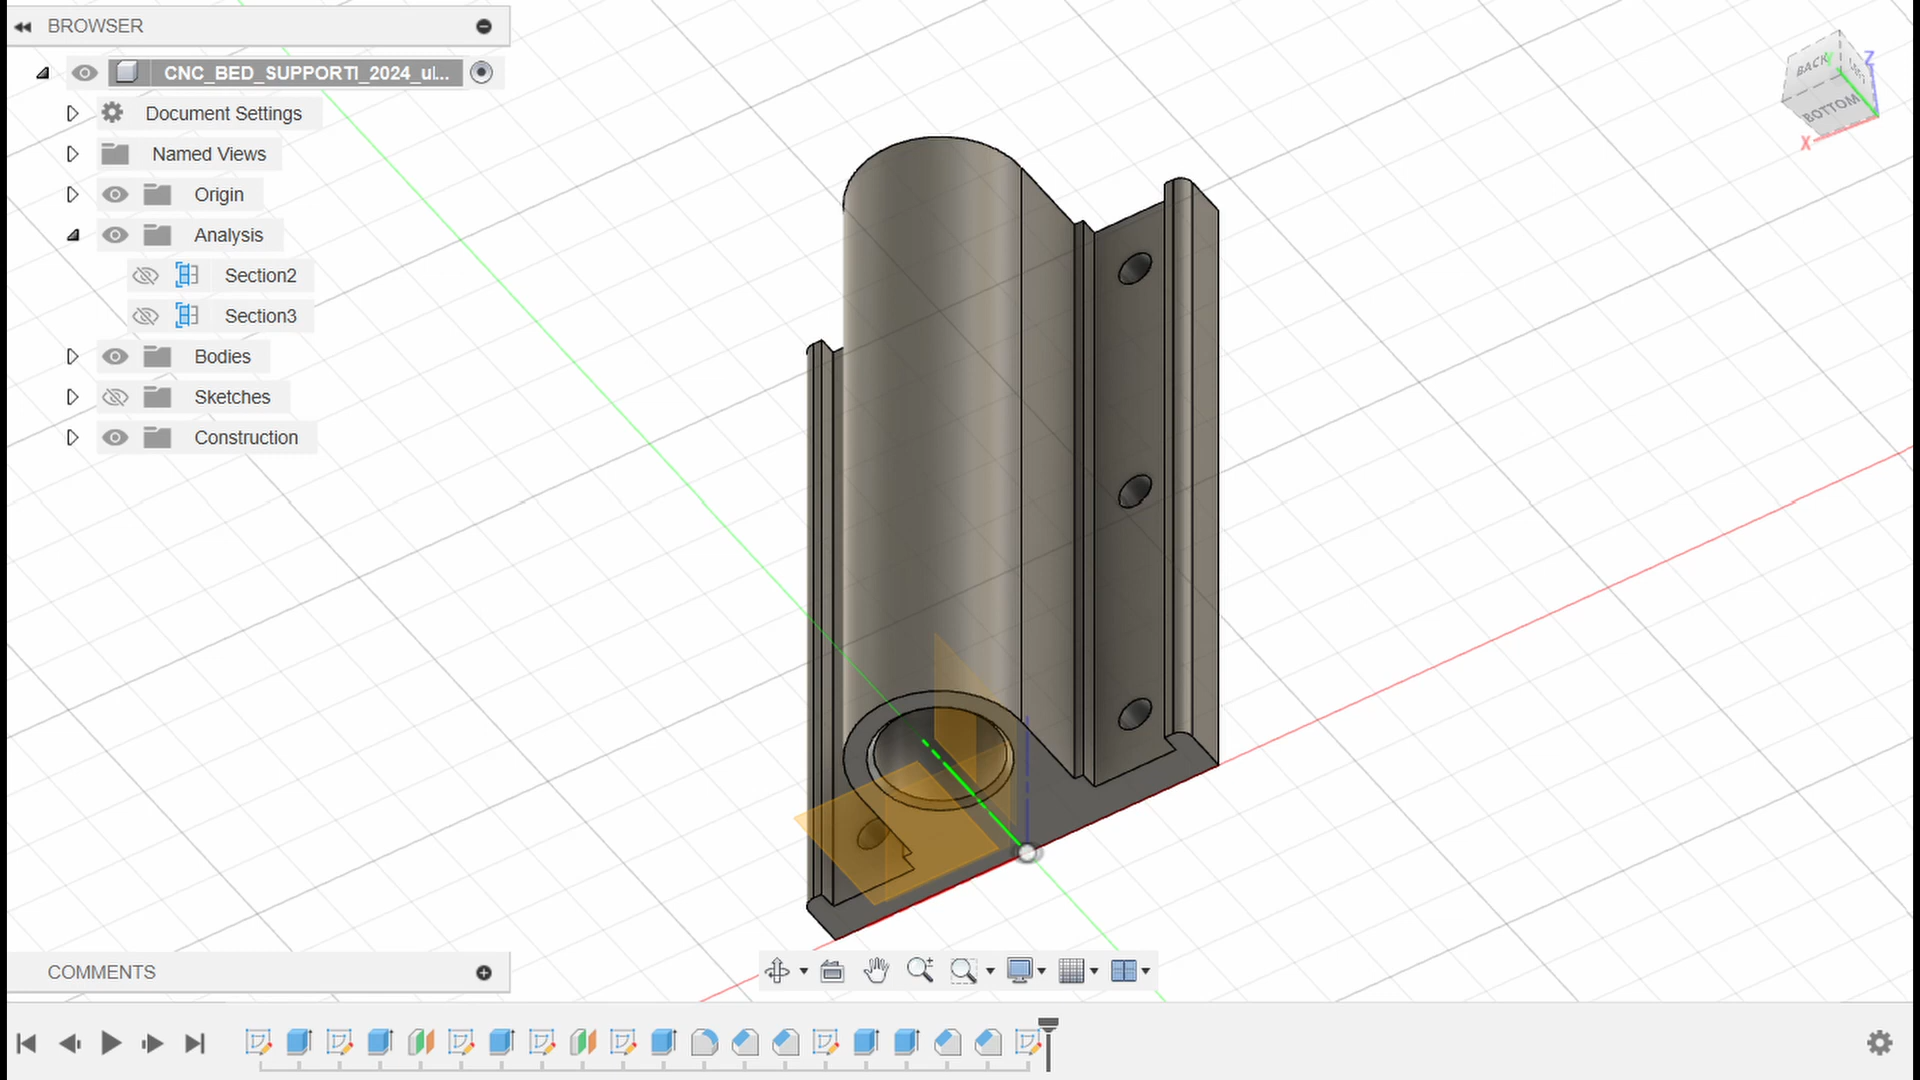 BROWSER
CNC_BED_SUPPORTI_2024_ul...
Document Settings
Named Views
Origin
Analysis
Section2
Section3
Bodies
Sketches
Construction
BACK
BOTTOM
Z
Y
X
COMMENTS